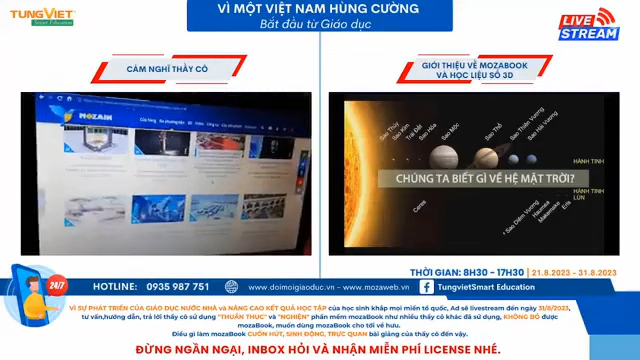 TUNGVIET
Smart Education
VÌ MỘT VIỆT NAM HÙNG CƯỜNG
Bắt đầu từ Giáo dục
LIVE
STREAM
CẢM NGHĨ THẦY CÔ
GIỚI THIỆU VỀ MOZABOOK
VÀ HỌC LIỆU SỐ 3D
MOZAIK
Sao Thủy
Sao Kim
Trái Đất
Sao Hỏa
Sao Mộc
Sao Thổ
Sao Thiên Vương
Sao Hải Vương
HÀNH TINH
CHÚNG TA BIẾT GÌ VỀ HỆ MẶT TRỜI?
HÀNH TINH
LÙN
Ceres
Sao Diêm Vương
Haumea
Makemake
Eris
THỜI GIAN: 8H30 - 17H30 | 21.8.2023 - 31.8.2023
24/7
HOTLINE: 0935 987 751
www.doimoigiaoduc.vn - www.mozaweb.vn
TungvietSmart Education
VÌ SỰ PHÁT TRIỂN CỦA GIÁO DỤC NƯỚC NHÀ VÀ NÂNG CAO KẾT QUẢ HỌC TẬP của học sinh khắp mọi miền tổ quốc, Ad sẽ livestream đến ngày 31/8/2023,
tư vấn,hướng dẫn, trả lời thầy cô sử dụng "THUẦN THỤC" và "NGHIỆN" phần mềm mozaBook như nhiều thầy cô khác đã sử dụng, KHÔNG BỎ được
mozaBook, muốn dùng mozaBook cho tới về hưu.
Điều gì làm mozaBook CUỐN HÚT, SINH ĐỘNG, TRỰC QUAN bài giảng của thầy cô đến vậy.
ĐỪNG NGẦN NGẠI, INBOX HỎI VÀ NHẬN MIỄN PHÍ LICENSE NHÉ.